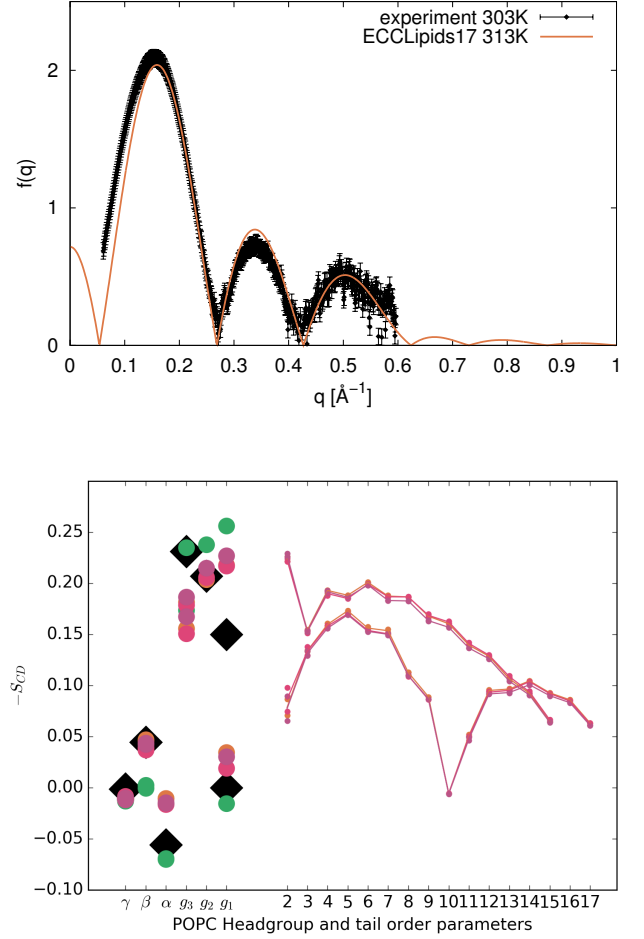 experiment 303K
ECCLipids17 313K
2
1
0
f(q)
0 0.1 0.2 0.3 0.4 0.5 0.6 0.7 0.8 0.9 1
q [Å⁻¹]
0.25
0.20
0.15
0.10
0.05
0.00
−0.05
−0.10
−S_CD
γ β α g₃ g₂ g₁ 2 3 4 5 6 7 8 9 10 11 12 13 14 15 16 17
POPC Headgroup and tail order parameters